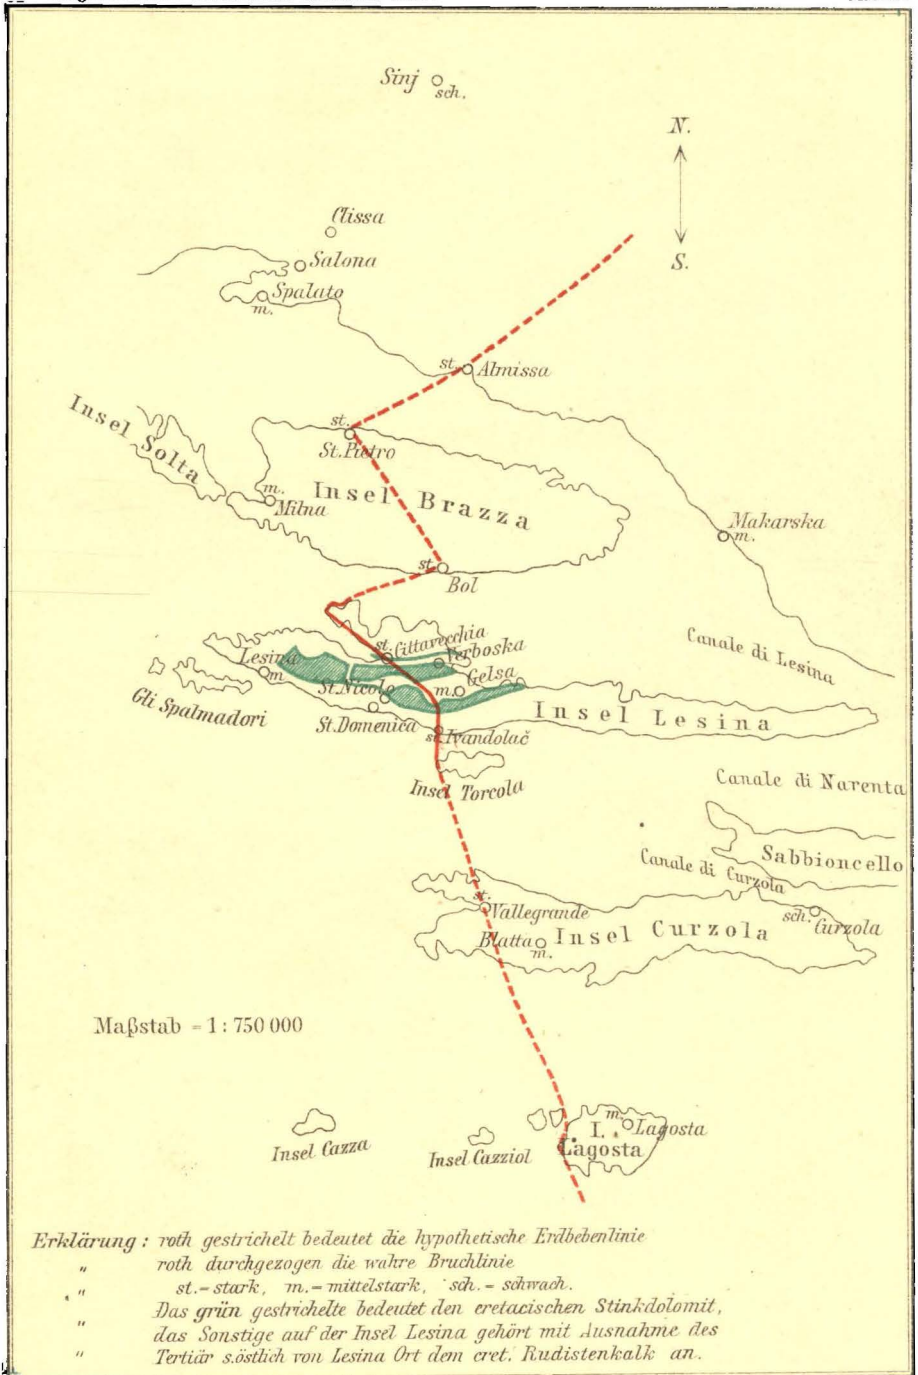 Sinj
sch.
N.
S.
Clissa
Salona
Spalato
m.
st.
Almissa
Insel Solta
st.
St. Pietro
m.
Milna
Insel Brazza
Makarska
m.
st.
Bol
Canale di Lesina
st.
Cittavecchia
Verboska
Lesina
m
Gelsa
m.
St. Nicolo
Gli Spalmadori
St. Domenica
st.
Ivandolač
Insel Lesina
Insel Torcola
Canale di Narenta
Sabbioncello
Canale di Curzola
st.
Vallegrande
Blatta
m.
Insel Curzola
sch.
Curzola
Maßstab = 1 : 750 000
Insel Cazza
Insel Cazziol
m.
Lagosta
I.
Lagosta
Erklärung : roth gestrichelt bedeutet die hypothetische Erdbebenlinie
" roth durchgezogen die wahre Bruchlinie
" st.= stark, m.= mittelstark, sch.= schwach.
" Das grün gestrichelte bedeutet den cretacischen Stinkdolomit,
das Sonstige auf der Insel Lesina gehört mit Ausnahme des
" Tertiär s.östlich von Lesina Ort dem cret. Rudistenkalk an.